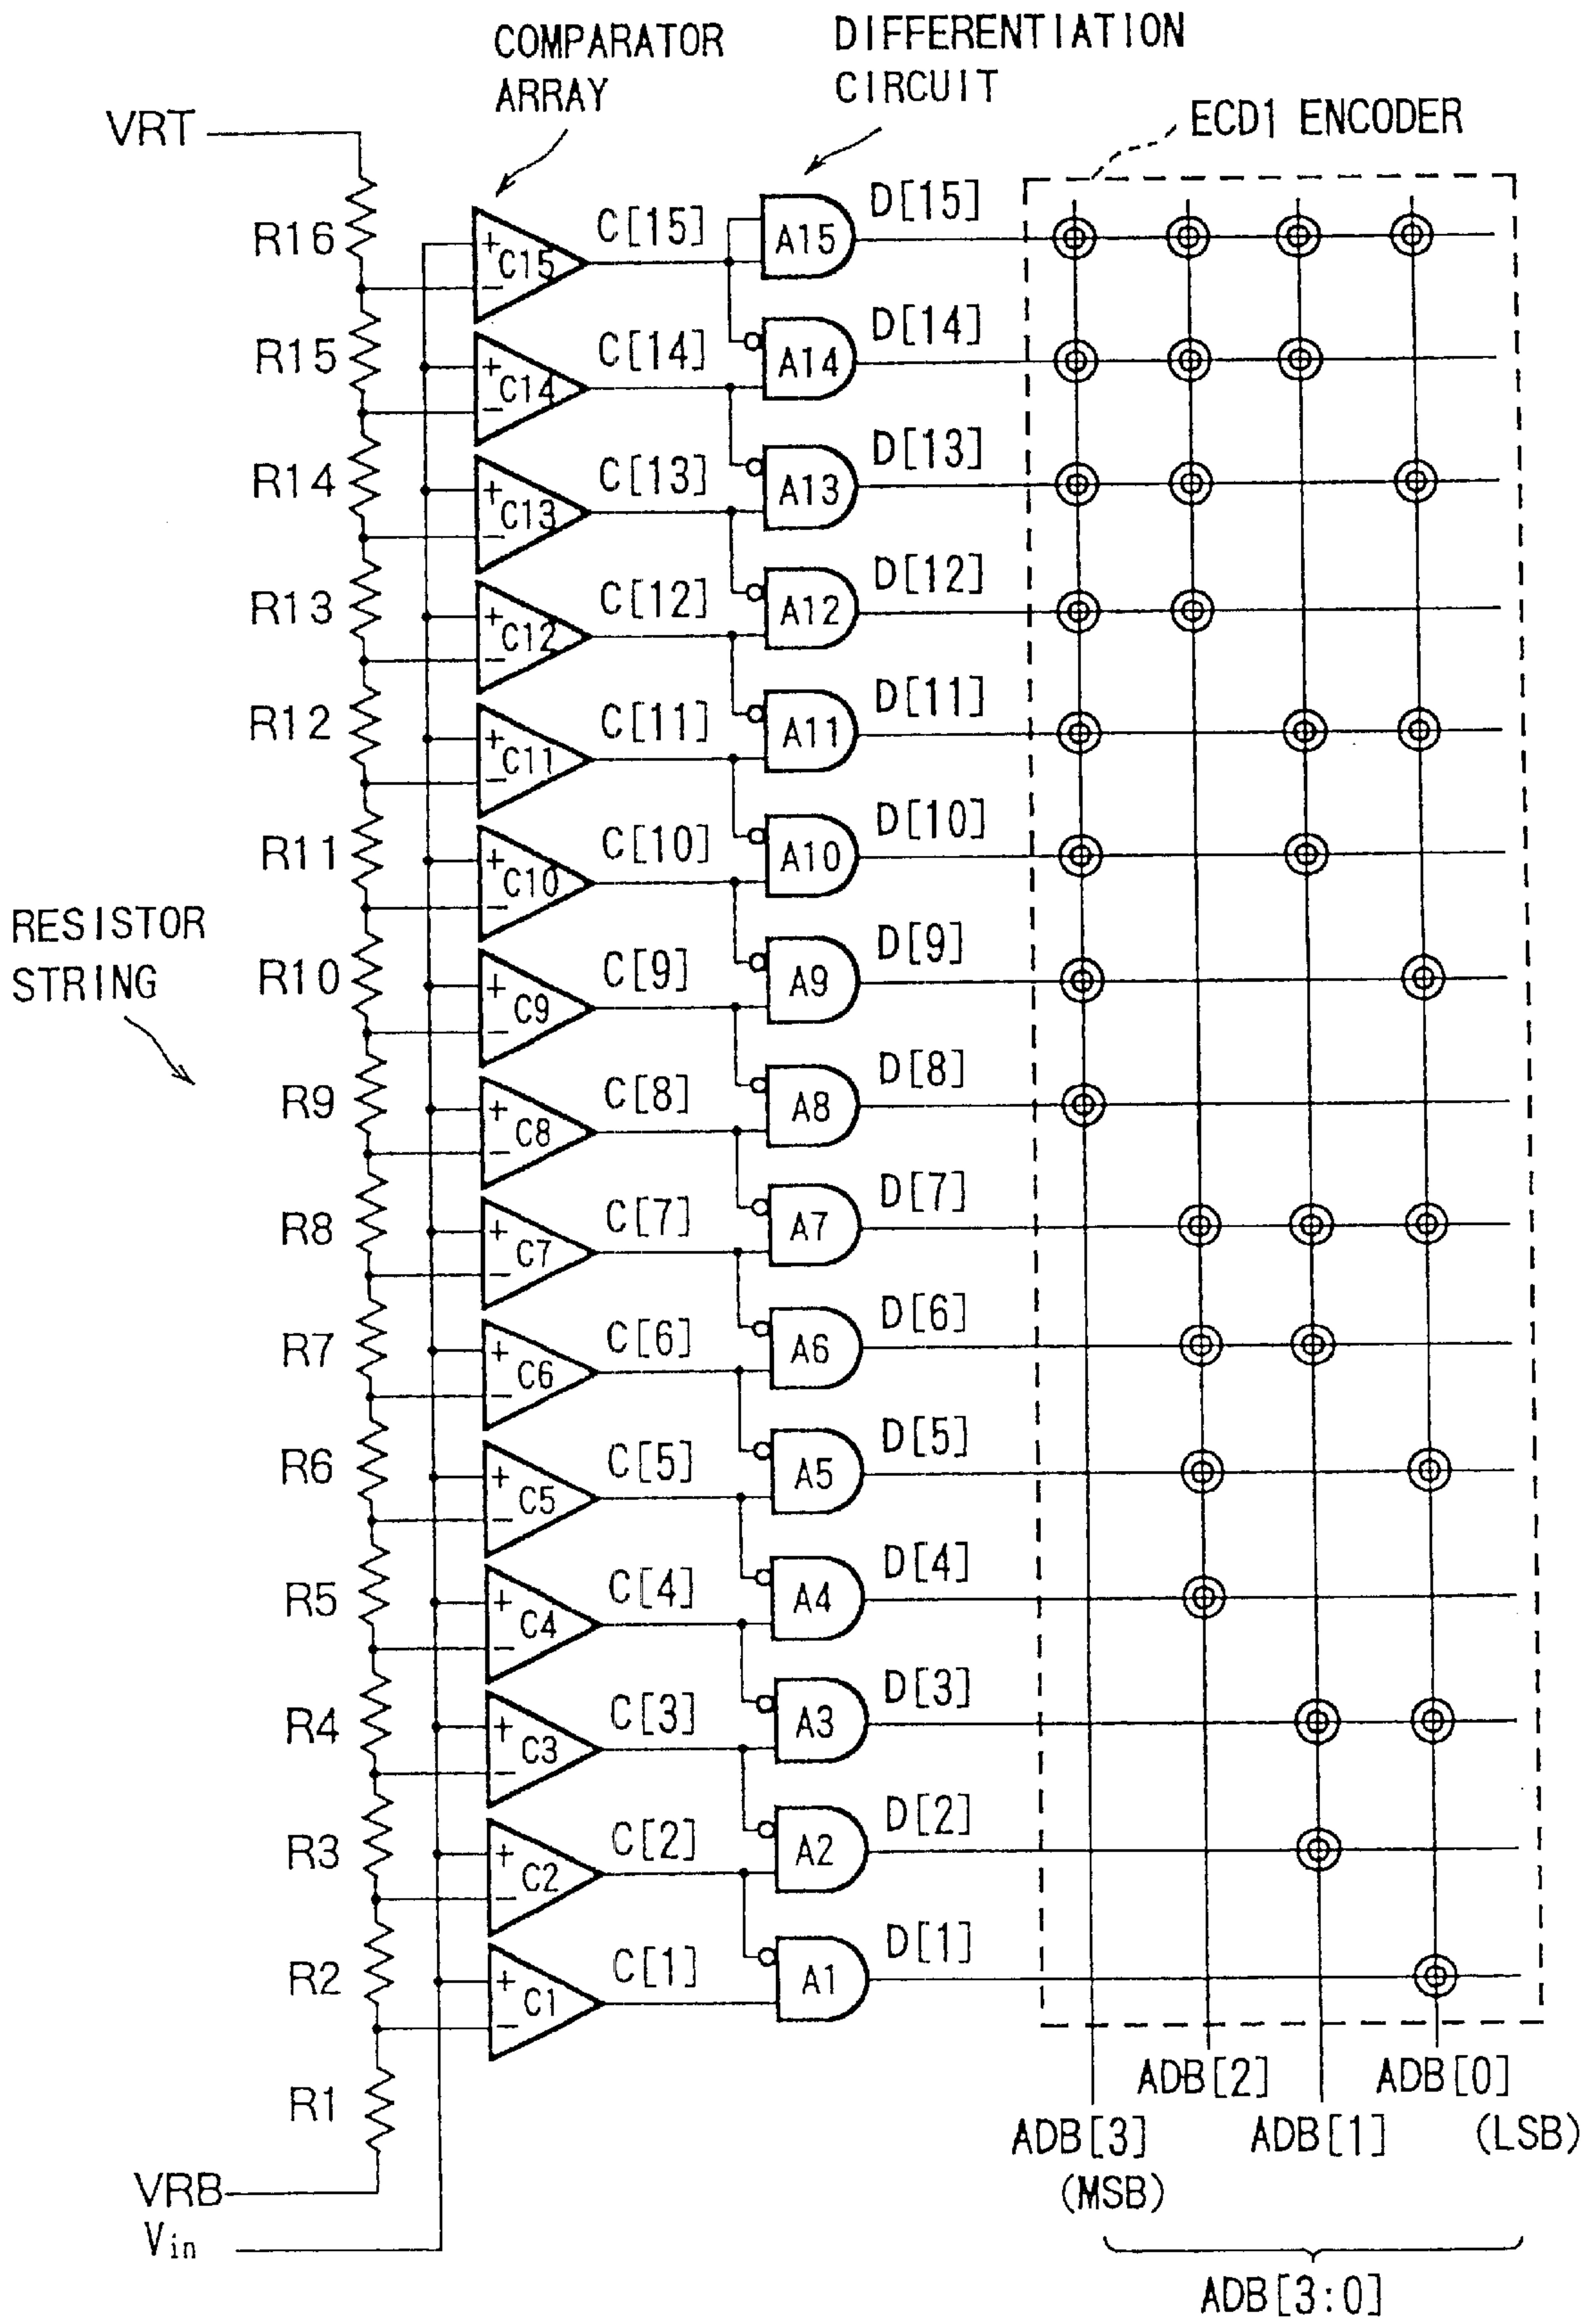 COMPARATOR
ARRAY
DIFFERENTIATION
CIRCUIT
ECD1 ENCODER
VRT
R16
+
−
C15
C[15]
A15
D[15]
R15
+
−
C14
C[14]
A14
D[14]
R14
+
−
C13
C[13]
A13
D[13]
R13
+
−
C12
C[12]
A12
D[12]
R12
+
−
C11
C[11]
A11
D[11]
R11
+
−
C10
C[10]
A10
D[10]
RESISTOR
STRING
R10
+
−
C9
C[9]
A9
D[9]
R9
+
−
C8
C[8]
A8
D[8]
R8
+
−
C7
C[7]
A7
D[7]
R7
+
−
C6
C[6]
A6
D[6]
R6
+
−
C5
C[5]
A5
D[5]
R5
+
−
C4
C[4]
A4
D[4]
R4
+
−
C3
C[3]
A3
D[3]
R3
+
−
C2
C[2]
A2
D[2]
R2
+
−
C1
C[1]
A1
D[1]
R1
VRB
Vin
ADB[3]
(MSB)
ADB[2]
ADB[1]
ADB[0]
(LSB)
ADB[3:0]